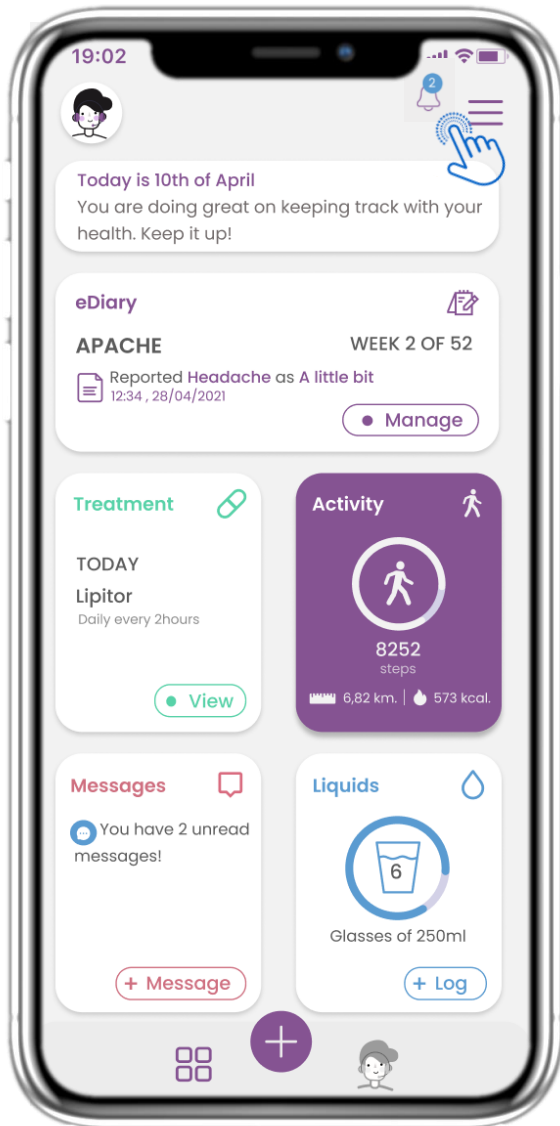 19:02
2
Today is 10th of April
You are doing great on keeping track with your
health. Keep it up!
eDiary
APACHE
WEEK 2 OF 52
Reported Headache as A little bit
12:34 , 28/04/2021
Manage
Treatment
TODAY
Lipitor
Daily every 2hours
View
Activity
8252
steps
6,82 km. | 573 kcal.
Messages
You have 2 unread
messages!
+ Message
Liquids
6
Glasses of 250ml
+ Log